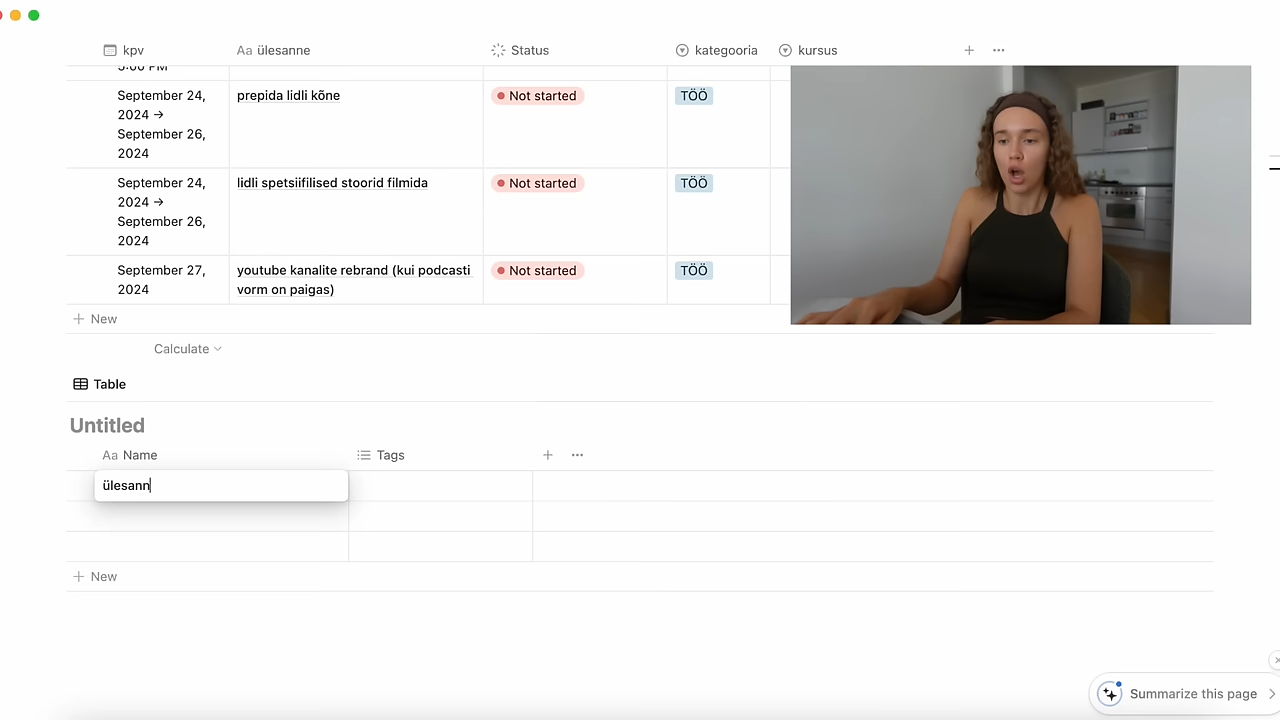 kpv
Aa ülesanne
Status
kategooria
kursus
5:00 PM
September 24,
2024 →
September 26,
2024
prepida lidli kõne
Not started
TÖÖ
September 24,
2024 →
September 26,
2024
lidli spetsiifilised stoorid filmida
Not started
TÖÖ
September 27,
2024
youtube kanalite rebrand (kui podcasti
vorm on paigas)
Not started
TÖÖ
New
Calculate
Table
Untitled
Aa Name
Tags
ülesann
New
Summarize this page